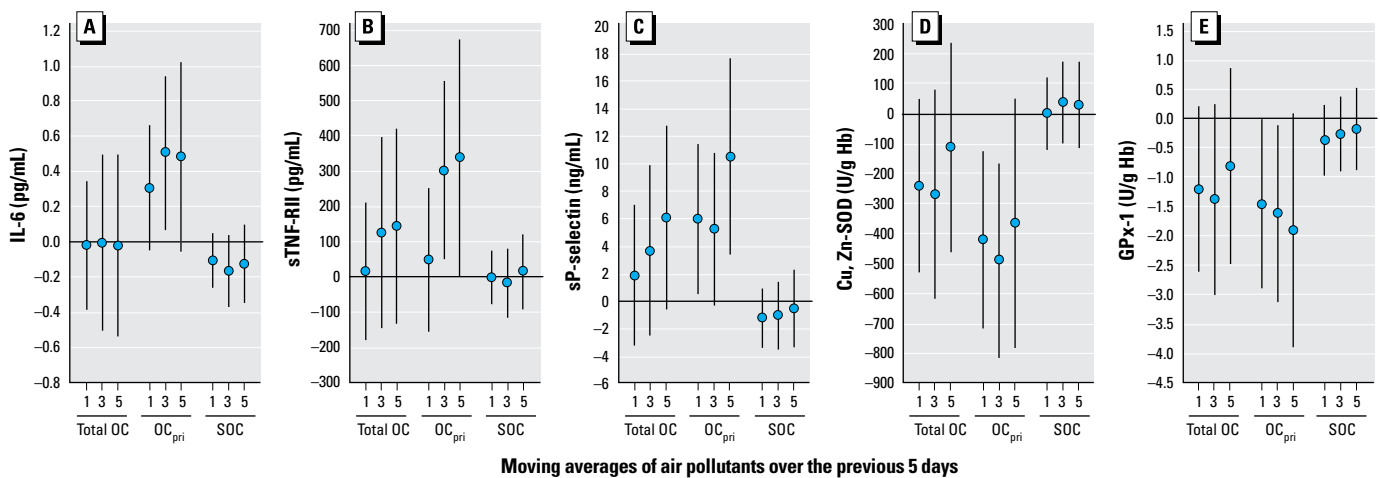 A
IL-6 (pg/mL)
1.2
1.0
0.8
0.6
0.4
0.2
0.0
–0.2
–0.4
–0.6
–0.8
1 3 5 1 3 5 1 3 5
Total OC OCpri SOC
B
sTNF-RII (pg/mL)
700
600
500
400
300
200
100
0
–100
–200
–300
1 3 5 1 3 5 1 3 5
Total OC OCpri SOC
C
sP-selectin (ng/mL)
20
18
16
14
12
10
8
6
4
2
0
–2
–4
–6
1 3 5 1 3 5 1 3 5
Total OC OCpri SOC
D
Cu, Zn-SOD (U/g Hb)
300
200
100
0
–100
–200
–300
–400
–500
–600
–700
–800
–900
1 3 5 1 3 5 1 3 5
Total OC OCpri SOC
E
GPx-1 (U/g Hb)
1.5
1.0
0.5
0.0
–0.5
–1.0
–1.5
–2.0
–2.5
–3.0
–3.5
–4.0
–4.5
1 3 5 1 3 5 1 3 5
Total OC OCpri SOC
Moving averages of air pollutants over the previous 5 days